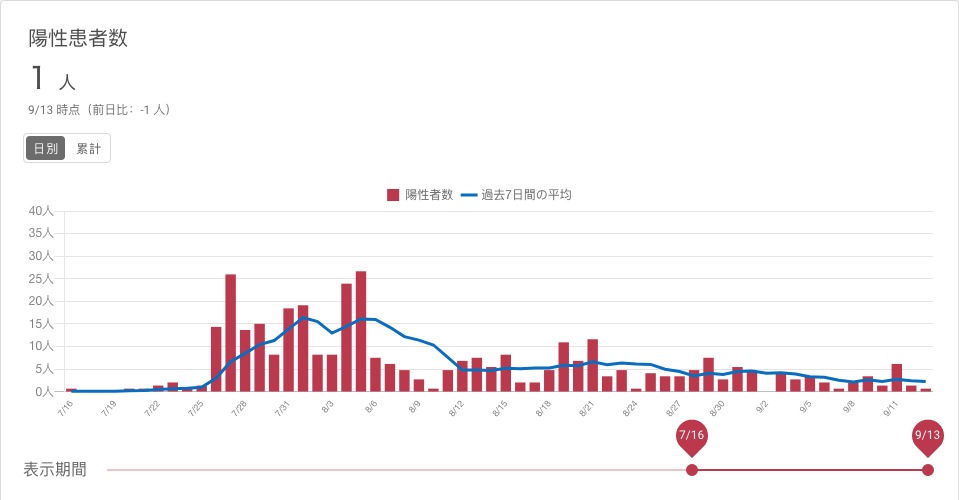 陽性患者数
1 人
9/13 時点（前日比：-1 人）
日別 累計
陽性者数 過去7日間の平均
40人
35人
30人
25人
20人
15人
10人
5人
0人
7/16 7/19 7/22 7/25 7/28 7/31 8/3 8/6 8/9 8/12 8/15 8/18 8/21 8/24 8/27 8/30 9/2 9/5 9/8 9/11
7/16 9/13
表示期間